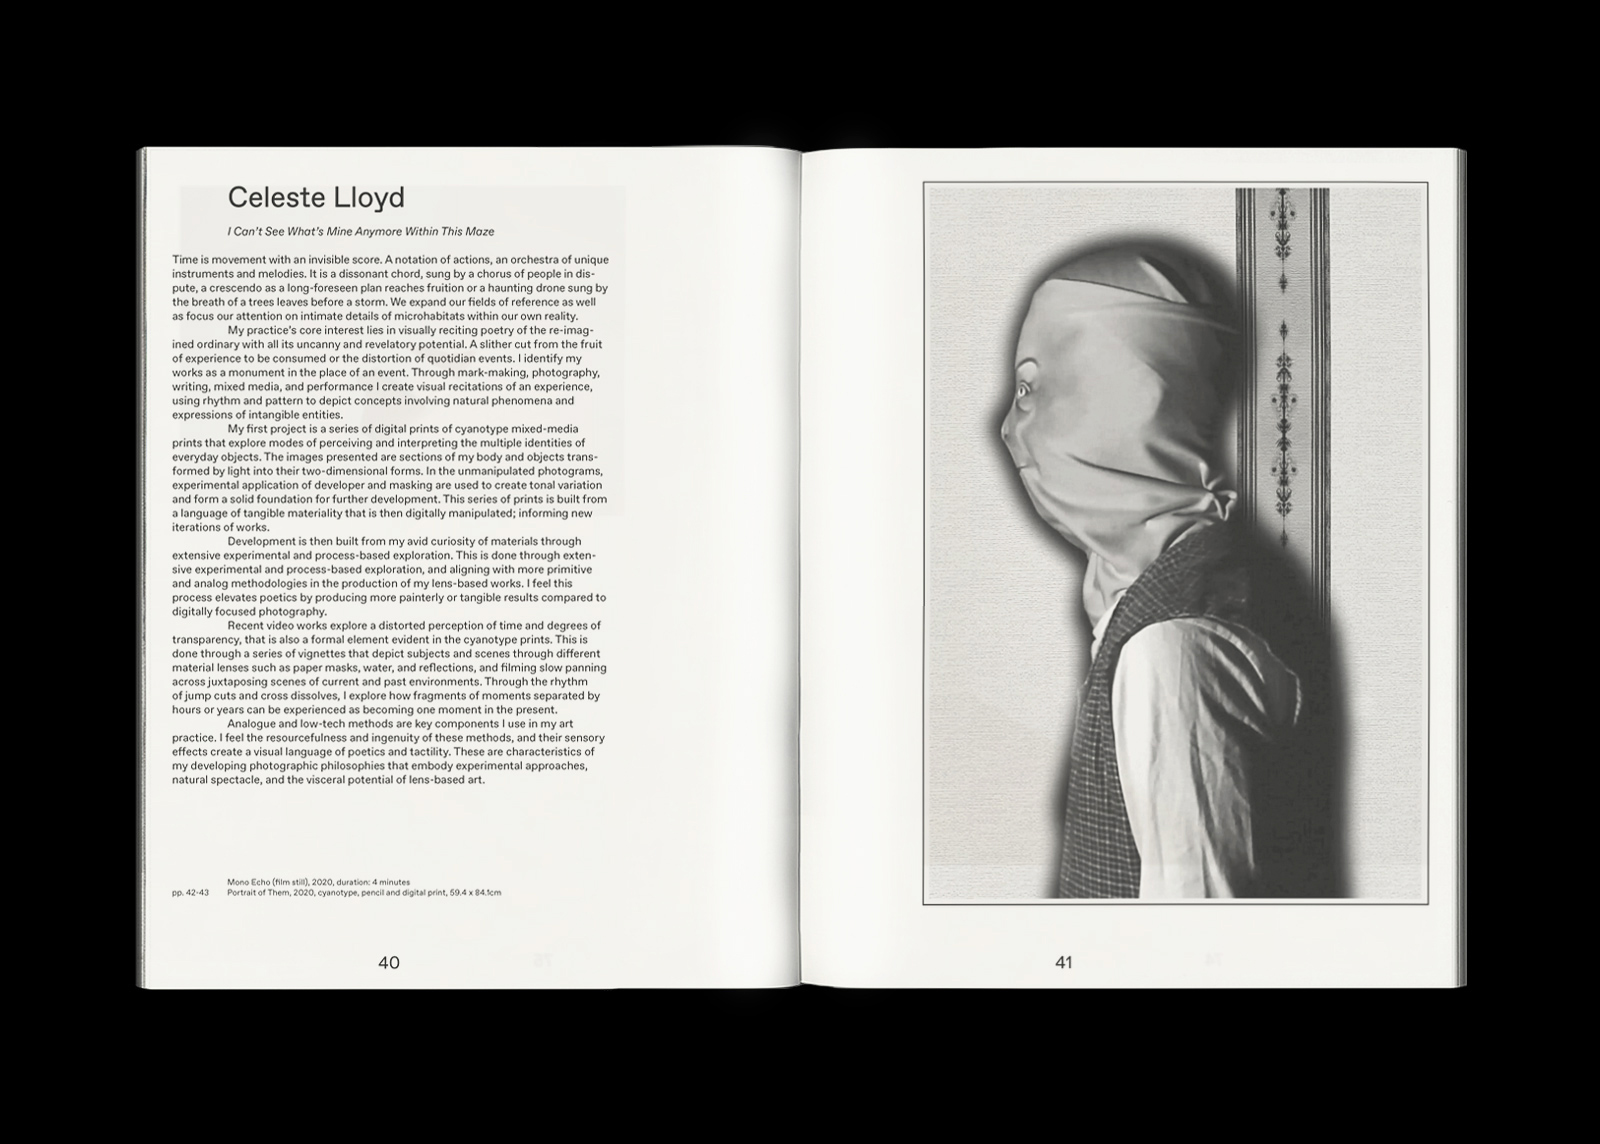 Celeste Lloyd
I Can't See What's Mine Anymore Within This Maze
Time is movement with an invisible score. A notation of actions, an orchestra of unique
instruments and melodies. It is a dissonant chord, sung by a chorus of people in dis-
pute, a crescendo as a long-foreseen plan reaches fruition or a haunting drone sung by
the breath of a trees leaves before a storm. We expand our fields of reference as well
as focus our attention on intimate details of microhabitats within our own reality.
My practice's core interest lies in visually reciting poetry of the re-imag-
ined ordinary with all its uncanny and revelatory potential. A slither cut from the fruit
of experience to be consumed or the distortion of quotidian events. I identify my
works as a monument in the place of an event. Through mark-making, photography,
writing, mixed media, and performance I create visual recitations of an experience,
using rhythm and pattern to depict concepts involving natural phenomena and
expressions of intangible entities.
My first project is a series of digital prints of cyanotype mixed-media
prints that explore modes of perceiving and interpreting the multiple identities of
everyday objects. The images presented are sections of my body and objects trans-
formed by light into their two-dimensional forms. In the unmanipulated photograms,
experimental application of developer and masking are used to create tonal variation
and form a solid foundation for further development. This series of prints is built from
a language of tangible materiality that is then digitally manipulated; informing new
iterations of works.
Development is then built from my avid curiosity of materials through
extensive experimental and process-based exploration. This is done through exten-
sive experimental and process-based exploration, and aligning with more primitive
and analog methodologies in the production of my lens-based works. I feel this
process elevates poetics by producing more painterly or tangible results compared to
digitally focused photography.
Recent video works explore a distorted perception of time and degrees of
transparency, that is also a formal element evident in the cyanotype prints. This is
done through a series of vignettes that depict subjects and scenes through different
material lenses such as paper masks, water, and reflections, and filming slow panning
across juxtaposing scenes of current and past environments. Through the rhythm
of jump cuts and cross dissolves, I explore how fragments of moments separated by
hours or years can be experienced as becoming one moment in the present.
Analogue and low-tech methods are key components I use in my art
practice. I feel the resourcefulness and ingenuity of these methods, and their sensory
effects create a visual language of poetics and tactility. These are characteristics of
my developing photographic philosophies that embody experimental approaches,
natural spectacle, and the visceral potential of lens-based art.
Mono Echo (film still), 2020, duration: 4 minutes
pp. 42-43 Portrait of Them, 2020, cyanotype, pencil and digital print, 59.4 x 84.1cm
40
41